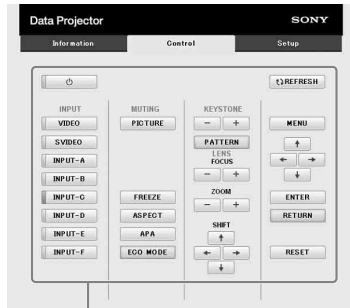 Data Projector SONY
Information Control Setup
REFRESH
INPUT MUTING KEYSTONE
VIDEO PICTURE - + MENU
S VIDEO PATTERN
LENS
INPUT-A FOCUS
- +
INPUT-B
ZOOM
INPUT-C FREEZE - + ENTER
INPUT-D ASPECT RETURN
SHIFT
INPUT-E APA
INPUT-F ECO MODE RESET